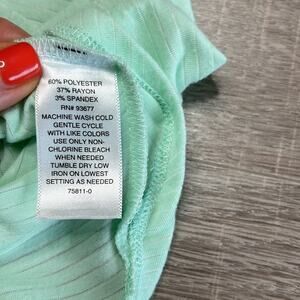 60% POLYESTER
37% RAYON
3% SPANDEX
RN# 93677
MACHINE WASH COLD
GENTLE CYCLE
WITH LIKE COLORS
USE ONLY NON-
CHLORINE BLEACH
WHEN NEEDED
TUMBLE DRY LOW
IRON ON LOWEST
SETTING AS NEEDED
75811-0